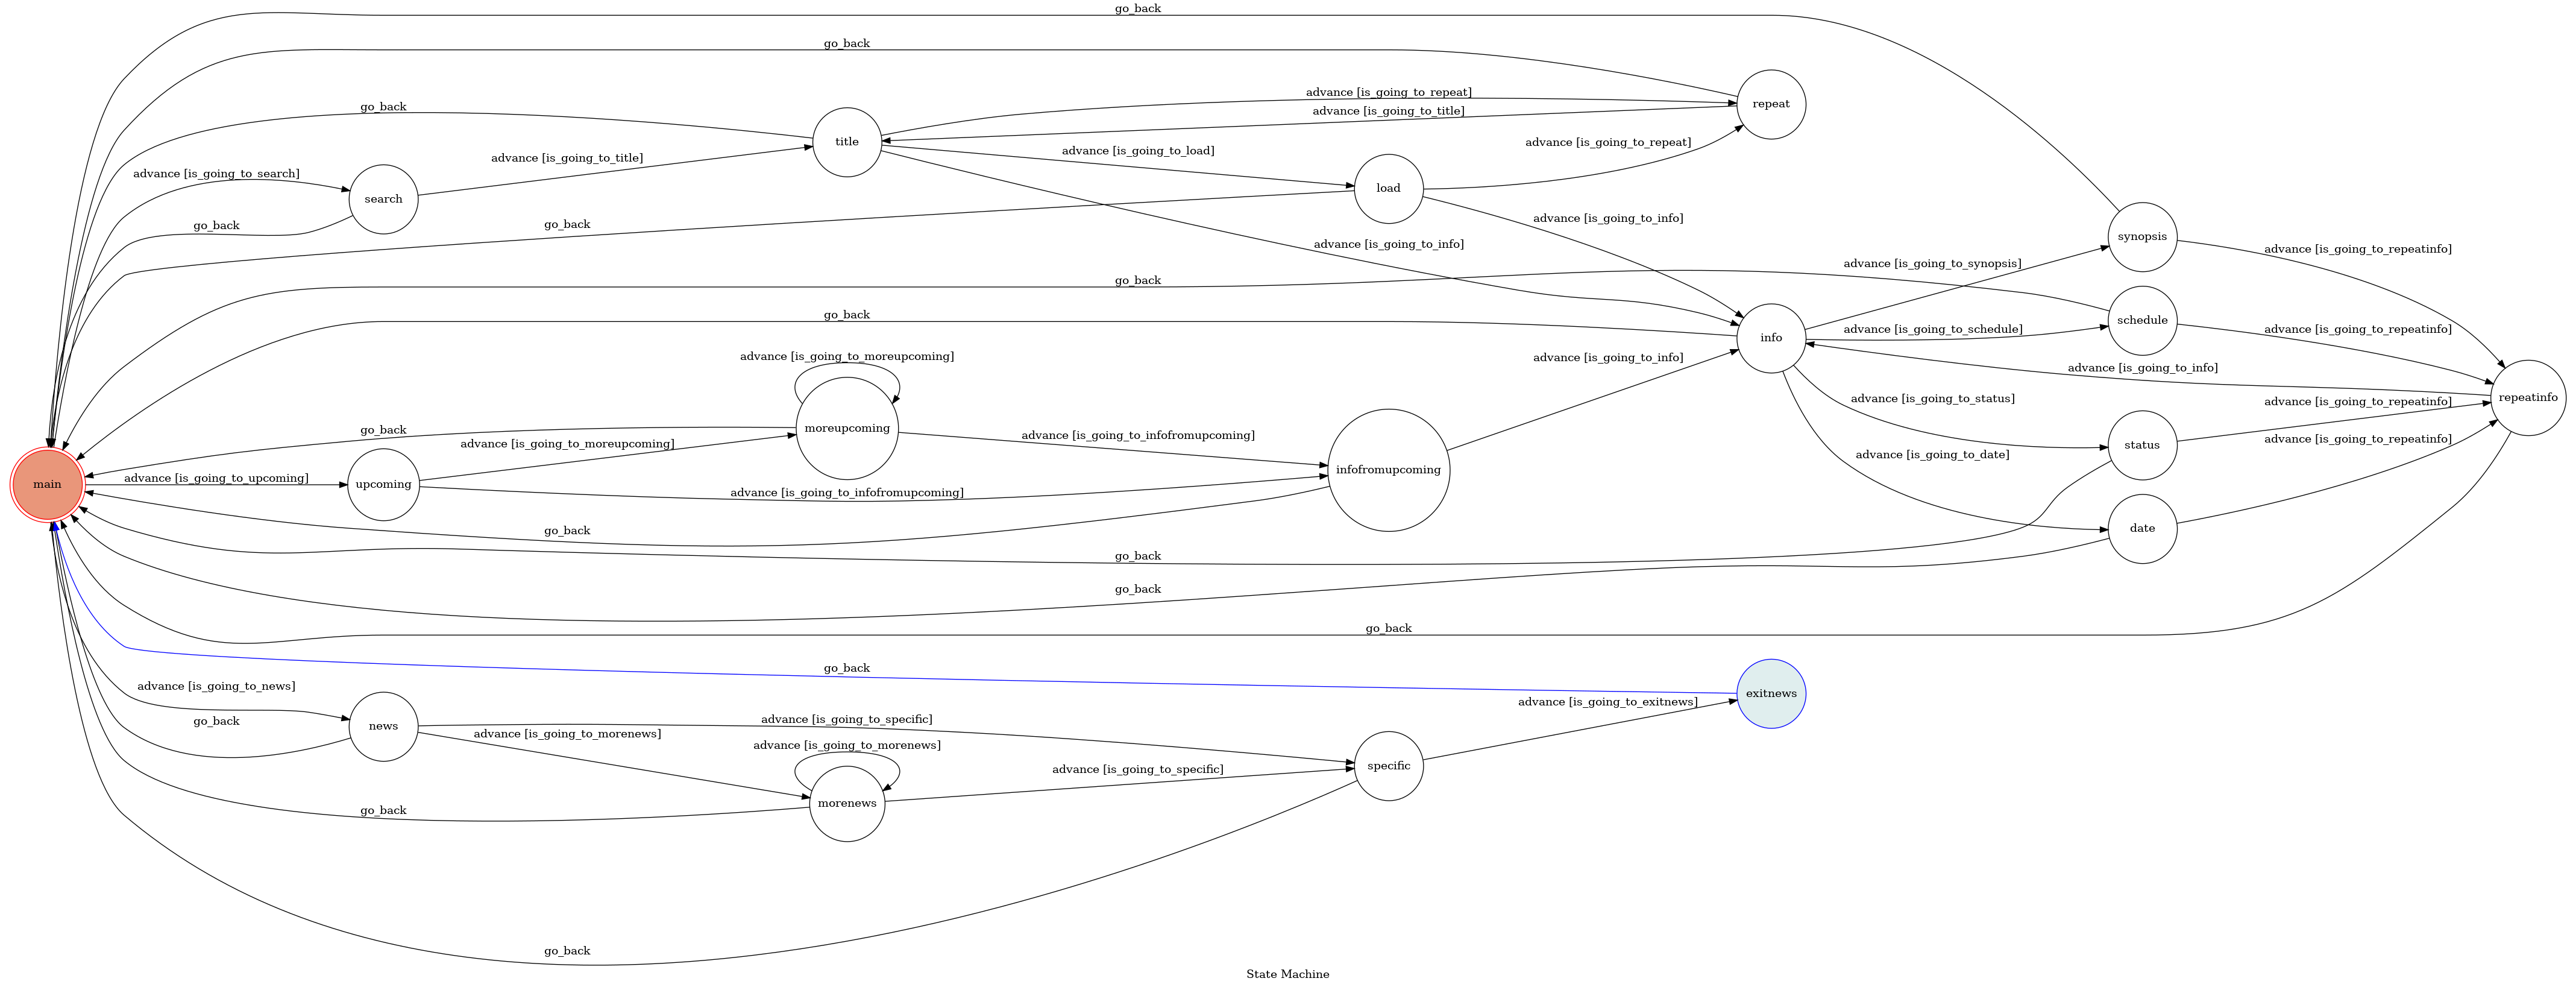 go_back
go_back
advance [is_going_to_repeat]
repeat
go_back
advance [is_going_to_title]
title
advance [is_going_to_repeat]
advance [is_going_to_load]
advance [is_going_to_title]
advance [is_going_to_search]
load
search
advance [is_going_to_info]
go_back
go_back
synopsis
advance [is_going_to_info]
advance [is_going_to_repeatinfo]
advance [is_going_to_synopsis]
go_back
go_back
schedule
advance [is_going_to_schedule]
advance [is_going_to_repeatinfo]
info
advance [is_going_to_moreupcoming]
advance [is_going_to_info]
advance [is_going_to_info]
repeatinfo
advance [is_going_to_status]
advance [is_going_to_repeatinfo]
moreupcoming
go_back
advance [is_going_to_infofromupcoming]
advance [is_going_to_repeatinfo]
advance [is_going_to_moreupcoming]
status
advance [is_going_to_date]
infofromupcoming
advance [is_going_to_upcoming]
main
upcoming
advance [is_going_to_infofromupcoming]
date
go_back
go_back
go_back
go_back
go_back
advance [is_going_to_news]
exitnews
advance [is_going_to_exitnews]
go_back
advance [is_going_to_specific]
news
advance [is_going_to_morenews]
advance [is_going_to_morenews]
specific
advance [is_going_to_specific]
morenews
go_back
go_back
State Machine